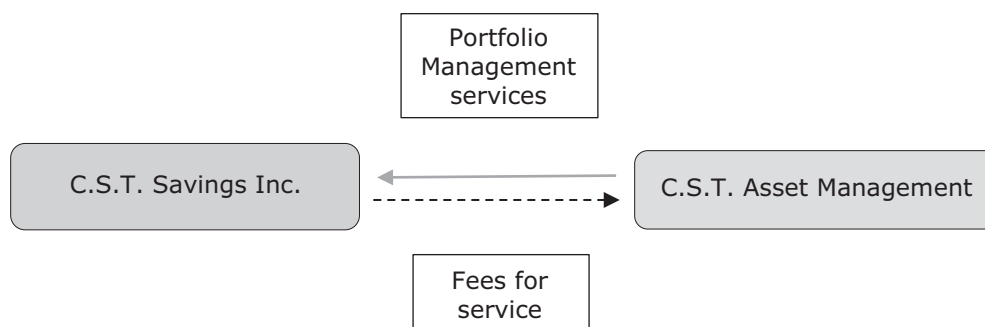 Portfolio
Management
services
C.S.T. Savings Inc.
C.S.T. Asset Management
Fees for
service